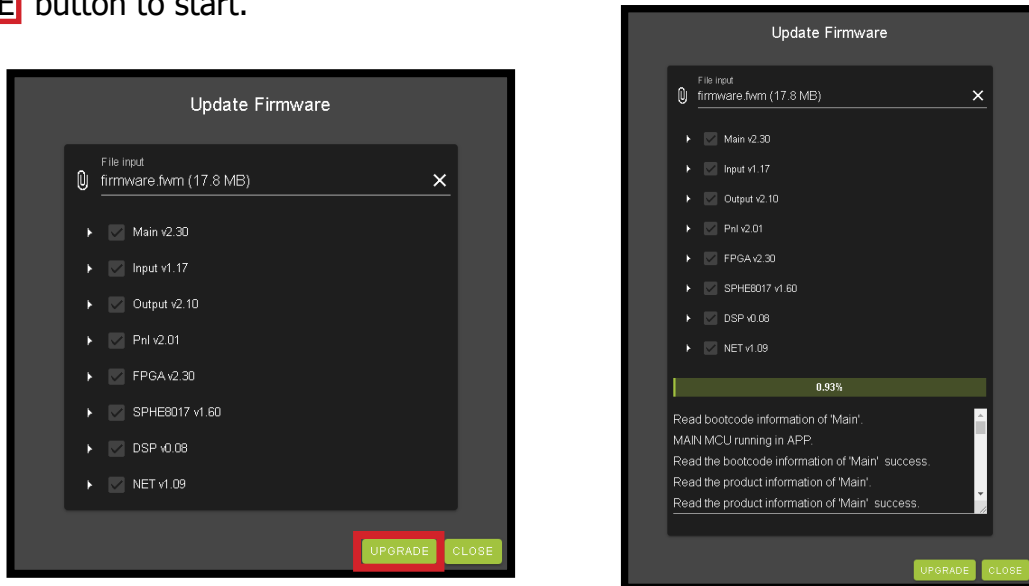 E button to start.
Update Firmware
File input
firmware.fwm (17.8 MB)
Main v2.30
Input v1.17
Output v2.10
Pnl v2.01
FPGA v2.30
SPHE8017 v1.60
DSP v0.08
NET v1.09
UPGRADE CLOSE
Update Firmware
File input
firmware.fwm (17.8 MB)
Main v2.30
Input v1.17
Output v2.10
Pnl v2.01
FPGA v2.30
SPHE8017 v1.60
DSP v0.08
NET v1.09
0.93%
Read bootcode information of 'Main'.
MAIN MCU running in APP.
Read the bootcode information of 'Main' success.
Read the product information of 'Main'.
Read the product information of 'Main' success.
UPGRADE CLOSE